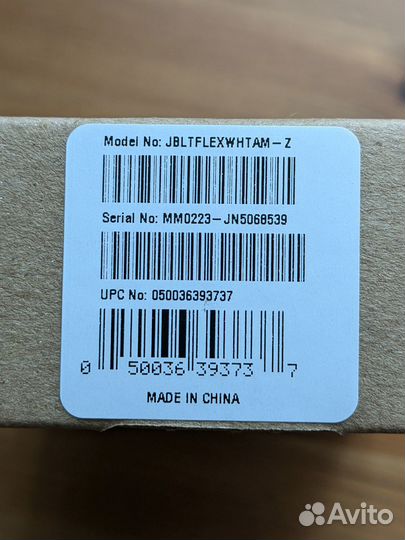 Model No: JBLTFLEXWHTAM-Z
Serial No: MM0223-JN5068539
UPC No: 050036393737
0 50036 39373 7
MADE IN CHINA
Avito